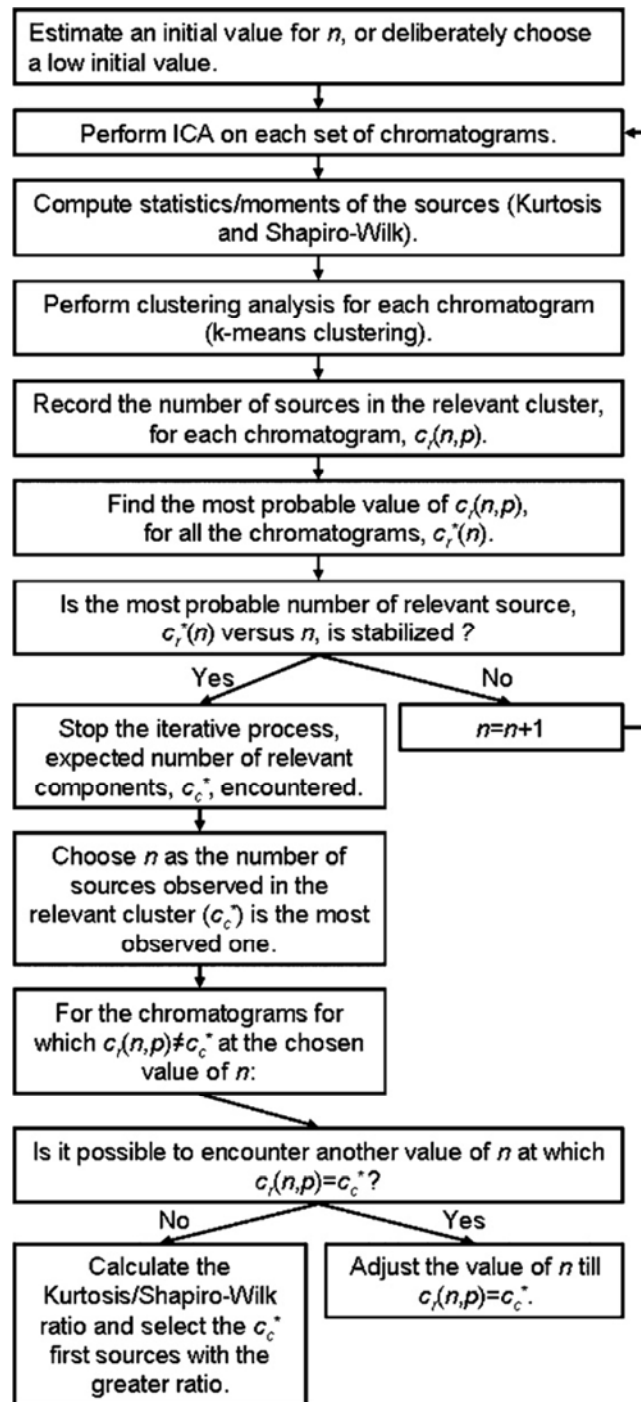 Estimate an initial value for n, or deliberately choose
a low initial value.
Perform ICA on each set of chromatograms.
Compute statistics/moments of the sources (Kurtosis
and Shapiro-Wilk).
Perform clustering analysis for each chromatogram
(k-means clustering).
Record the number of sources in the relevant cluster,
for each chromatogram, cᵣ(n,p).
Find the most probable value of cᵣ(n,p),
for all the chromatograms, cᵣ*(n).
Is the most probable number of relevant source,
cᵣ*(n) versus n, is stabilized ?
Yes
No
Stop the iterative process,
expected number of relevant
components, c_c*, encountered.
n=n+1
Choose n as the number of
sources observed in the
relevant cluster (c_c*) is the most
observed one.
For the chromatograms for
which cᵣ(n,p)≠c_c* at the chosen
value of n:
Is it possible to encounter another value of n at which
cᵣ(n,p)=c_c*?
No
Yes
Calculate the
Kurtosis/Shapiro-Wilk
ratio and select the c_c*
first sources with the
greater ratio.
Adjust the value of n till
cᵣ(n,p)=c_c*.